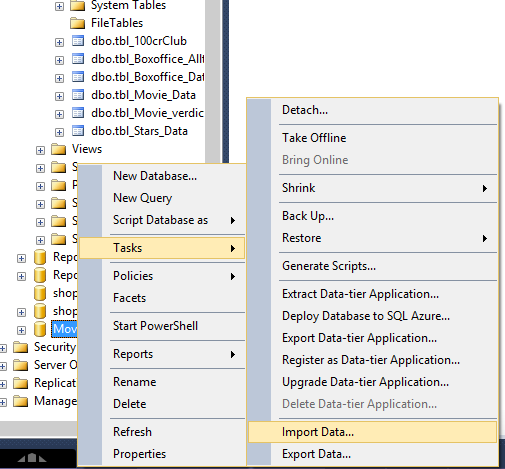 System Tables
FileTables
dbo.tbl_100crClub
dbo.tbl_Boxoffice_Allt
dbo.tbl_Boxoffice_Dat
dbo.tbl_Movie_Data
dbo.tbl_Movie_verdic
dbo.tbl_Stars_Data
Views
S
P
S
S
S
Repo
Repo
shop
shop
Mov
Security
Server O
Replicat
Manage
New Database...
New Query
Script Database as
Tasks
Policies
Facets
Start PowerShell
Reports
Rename
Delete
Refresh
Properties
Detach...
Take Offline
Bring Online
Shrink
Back Up...
Restore
Generate Scripts...
Extract Data-tier Application...
Deploy Database to SQL Azure...
Export Data-tier Application...
Register as Data-tier Application...
Upgrade Data-tier Application...
Delete Data-tier Application...
Import Data...
Export Data...